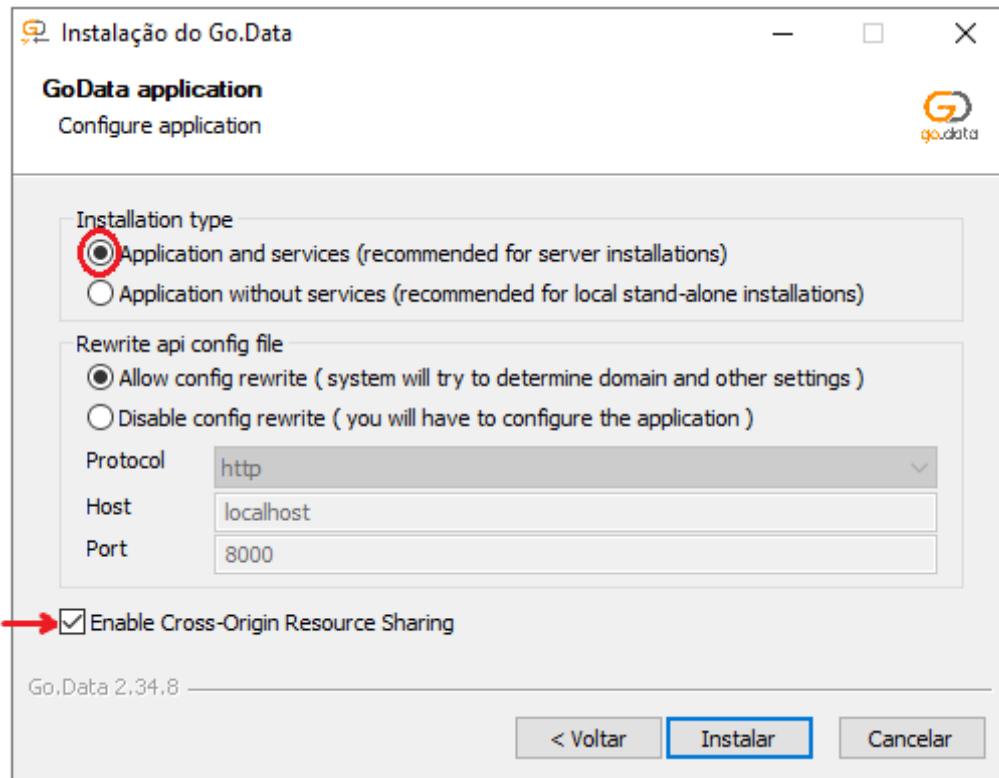 Instalação do Go.Data
GoData application
Configure application
go.data
Installation type
Application and services (recommended for server installations)
Application without services (recommended for local stand-alone installations)
Rewrite api config file
Allow config rewrite ( system will try to determine domain and other settings )
Disable config rewrite ( you will have to configure the application )
Protocol http
Host localhost
Port 8000
Enable Cross-Origin Resource Sharing
Go.Data 2.34.8
< Voltar Instalar Cancelar